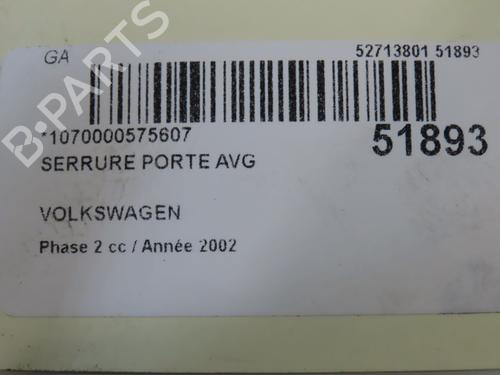 GA 52713801 51893
*1070000575607 51893
SERRURE PORTE AVG
VOLKSWAGEN
Phase 2 cc / Année 2002
B-PARTS